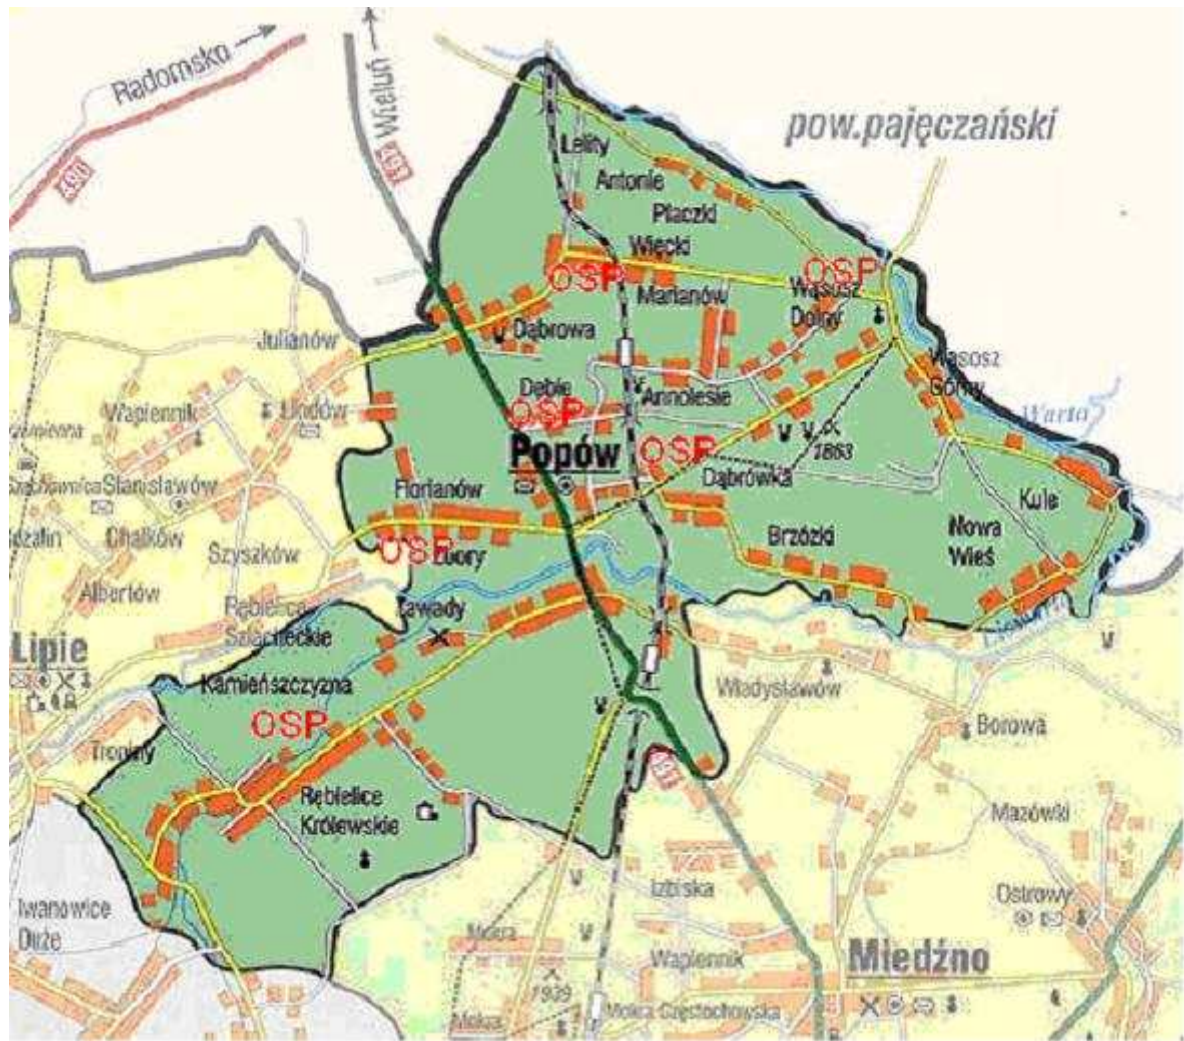 Radomsko
490
Wieluń
491
pow.pajęczański
Lelity
Antonie
Płaczki
Więcki
OSP
OSP
Marianów
Wąsosz
Dolny
Dąbrowa
Julianów
Wąsosz
Górny
Dębie
Annolesie
Wapiennik
Lindów
OSP
Warta
Popów
OSP
1863
Dąbrówka
Stanisławów
Florianów
Kule
Chałków
Brzózki
Nowa
Wieś
Szyszków
OSP
Zbory
Albertów
Rębielice
Szlacheckie
Zawady
Lipie
Kamieńszczyzna
Władysławów
OSP
Borowa
Troniny
491
Rębielice
Królewskie
Mazówki
Izbiska
Ostrowy
Iwanowice
Duże
Mokra
Wapiennik
Miedźno
1939
Mokra
Mokra Częstochowska